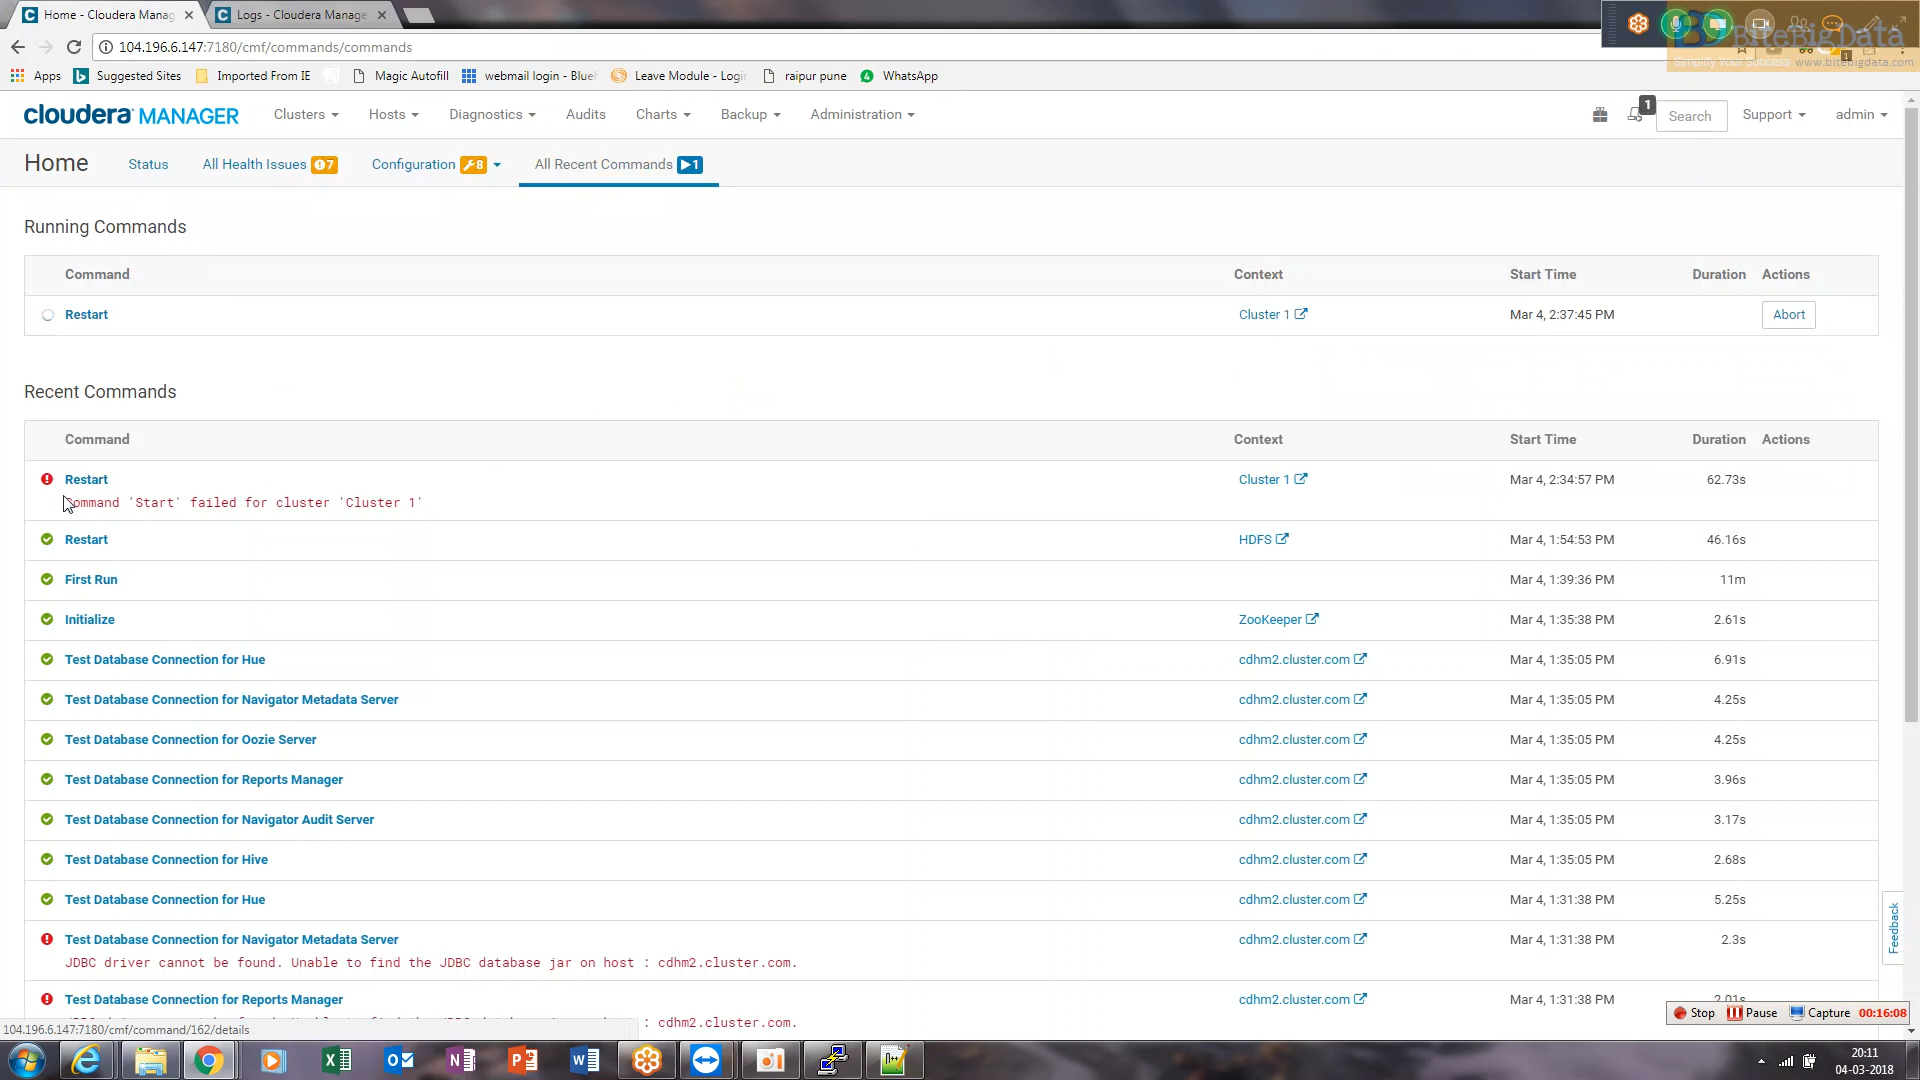 Home - Cloudera Manag
Logs - Cloudera Manage
104.196.6.147:7180/cmf/commands/commands
BiteBigData
Simplify Your Success www.bitebigdata.com
1
Apps
Suggested Sites
Imported From IE
Magic Autofill
webmail login - Blue
Leave Module - Logi
raipur pune
WhatsApp
cloudera MANAGER
Clusters
Hosts
Diagnostics
Audits
Charts
Backup
Administration
1
Search
Support
admin
Home
Status
All Health Issues 7
Configuration 8
All Recent Commands 1
Running Commands
Command Context Start Time Duration Actions
Restart Cluster 1 Mar 4, 2:37:45 PM Abort
Recent Commands
Command Context Start Time Duration Actions
Restart Cluster 1 Mar 4, 2:34:57 PM 62.73s
Command 'Start' failed for cluster 'Cluster 1'
Restart HDFS Mar 4, 1:54:53 PM 46.16s
First Run Mar 4, 1:39:36 PM 11m
Initialize ZooKeeper Mar 4, 1:35:38 PM 2.61s
Test Database Connection for Hue cdhm2.cluster.com Mar 4, 1:35:05 PM 6.91s
Test Database Connection for Navigator Metadata Server cdhm2.cluster.com Mar 4, 1:35:05 PM 4.25s
Test Database Connection for Oozie Server cdhm2.cluster.com Mar 4, 1:35:05 PM 4.25s
Test Database Connection for Reports Manager cdhm2.cluster.com Mar 4, 1:35:05 PM 3.96s
Test Database Connection for Navigator Audit Server cdhm2.cluster.com Mar 4, 1:35:05 PM 3.17s
Test Database Connection for Hive cdhm2.cluster.com Mar 4, 1:35:05 PM 2.68s
Test Database Connection for Hue cdhm2.cluster.com Mar 4, 1:31:38 PM 5.25s
Test Database Connection for Navigator Metadata Server cdhm2.cluster.com Mar 4, 1:31:38 PM 2.3s
JDBC driver cannot be found. Unable to find the JDBC database jar on host : cdhm2.cluster.com.
Test Database Connection for Reports Manager cdhm2.cluster.com Mar 4, 1:31:38 PM 2.01s
: cdhm2.cluster.com.
Feedback
Stop Pause Capture 00:16:08
104.196.6.147:7180/cmf/command/162/details
20:11
04-03-2018